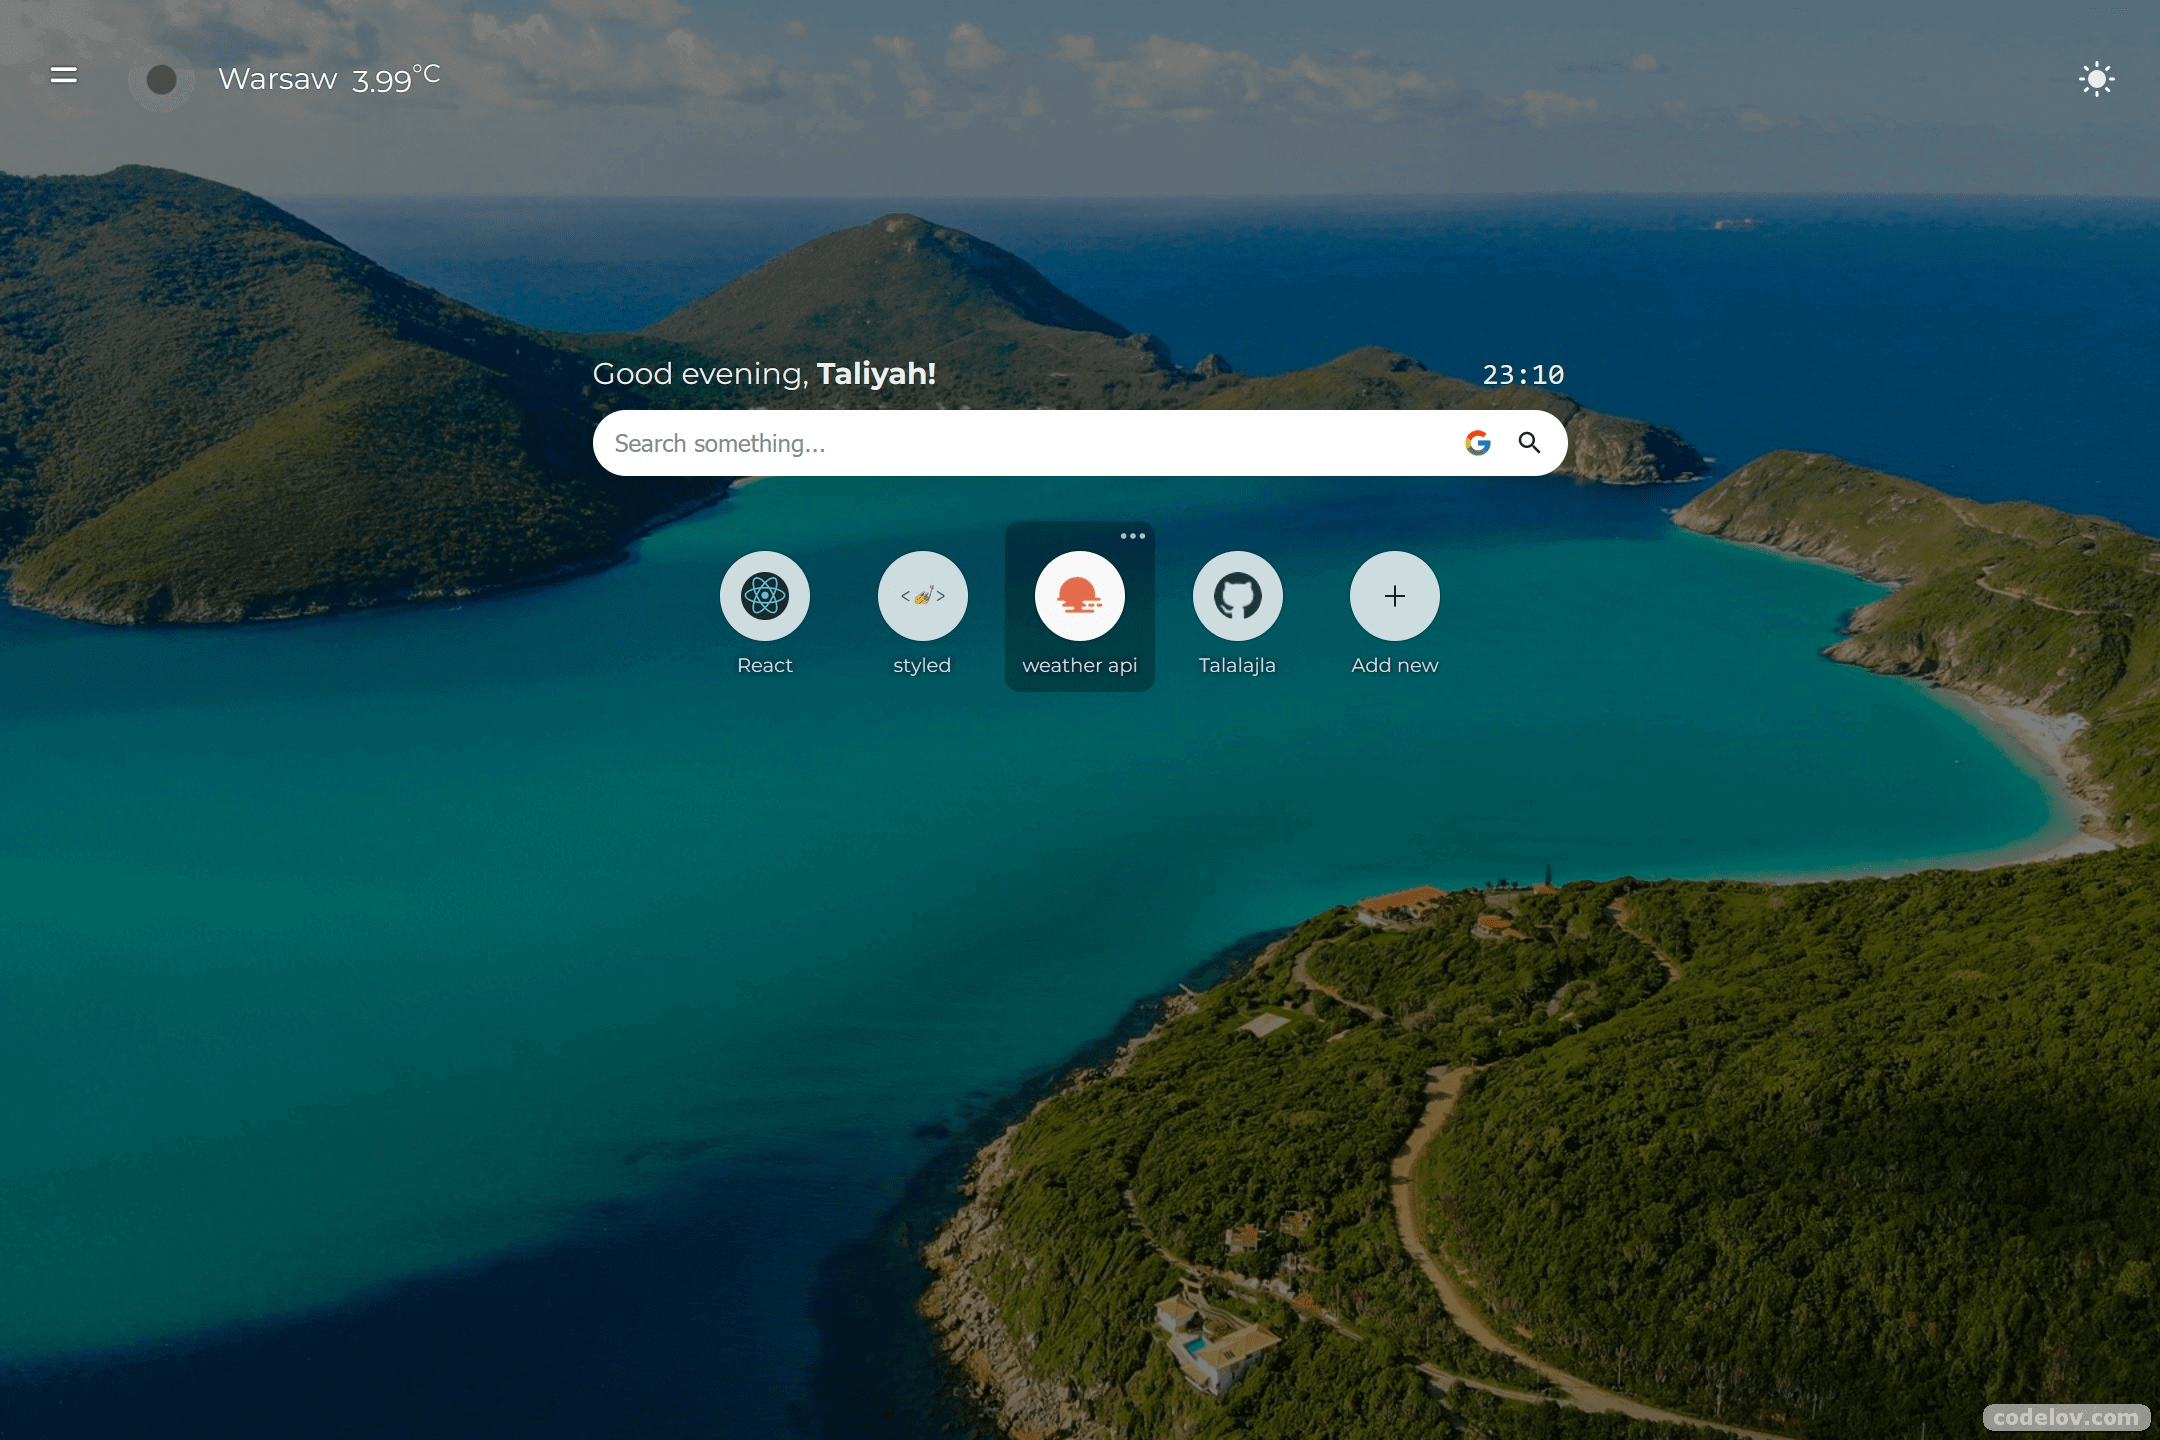 Warsaw 3.99°C
Good evening, Taliyah!
23:10
Search something...
React
styled
weather api
Talalajla
Add new
codelov.com